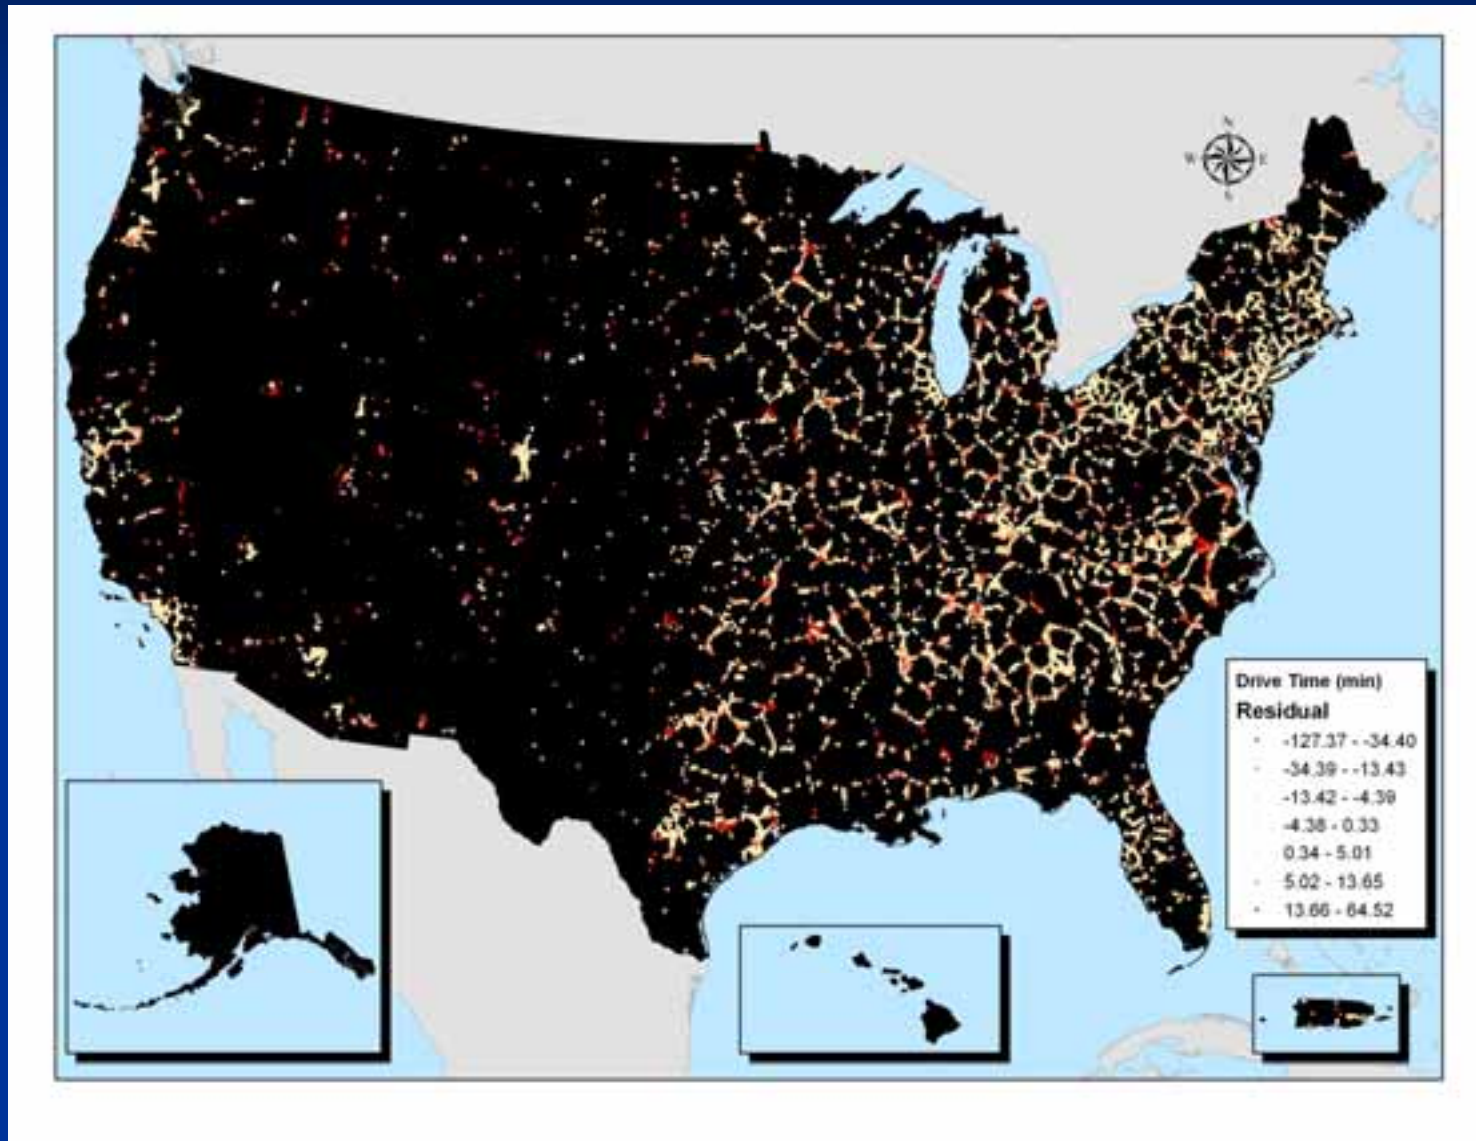 N
W E
Drive Time (min)
Residual
-127.37 - -34.40
-34.39 - -13.43
-13.42 - -4.39
-4.38 - 0.33
0.34 - 5.01
5.02 - 13.65
13.66 - 64.52